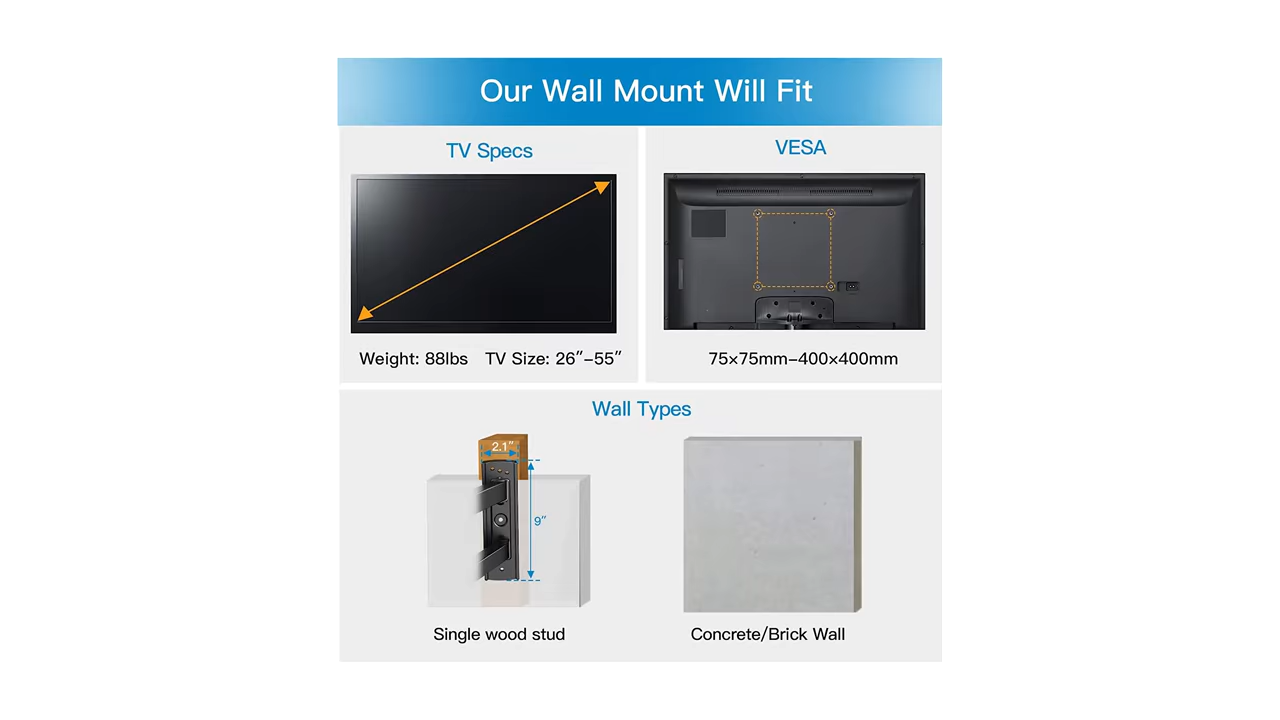 Our Wall Mount Will Fit
TV Specs
VESA
Weight: 88lbs TV Size: 26″-55″
75×75mm-400×400mm
Wall Types
2.1″
9″
Single wood stud
Concrete/Brick Wall